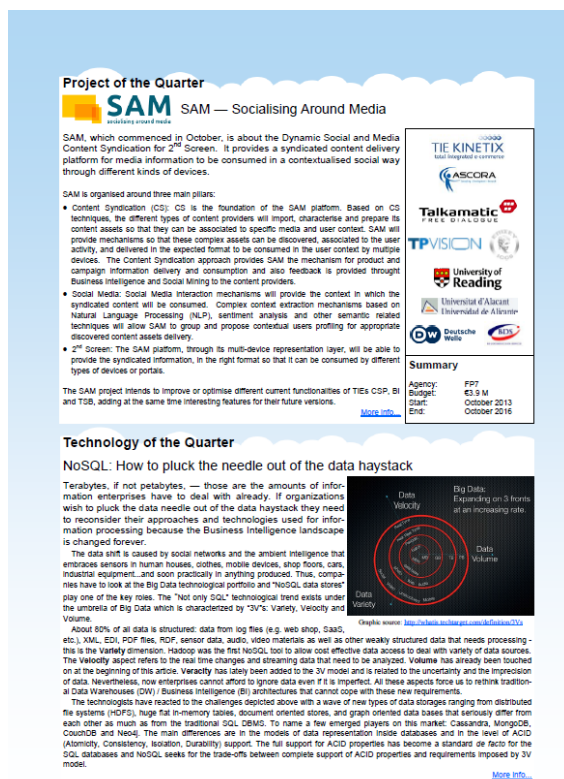 Project of the Quarter
SAM
socialising around media
SAM — Socialising Around Media
SAM, which commenced in October, is about the Dynamic Social and Media
Content Syndication for 2nd Screen. It provides a syndicated content delivery
platform for media information to be consumed in a contextualised social way
through different kinds of devices.
SAM is organised around three main pillars:
• Content Syndication (CS): CS is the foundation of the SAM platform. Based on CS
techniques, the different types of content providers will import, characterise and prepare its
content assets so that they can be associated to specific media and user context. SAM will
provide mechanisms so that these complex assets can be discovered, associated to the user
activity, and delivered in the expected format to be consumed in the user context by multiple
devices. The Content Syndication approach provides SAM the mechanism for product and
campaign information delivery and consumption and also feedback is provided throught
Business Intelligence and Social Mining to the content providers.
• Social Media: Social Media interaction mechanisms will provide the context in which the
syndicated content will be consumed. Complex context extraction mechanisms based on
Natural Language Processing (NLP), sentiment analysis and other semantic related
techniques will allow SAM to group and propose contextual users profiling for appropriate
discovered content assets delivery.
• 2nd Screen: The SAM platform, through its multi-device representation layer, will be able to
provide the syndicated information, in the right format so that it can be consumed by different
types of devices or portals.
The SAM project intends to improve or optimise different current functionalities of TIEs CSP, BI
and TSB, adding at the same time interesting features for their future versions.
More Info...
TIE KINETIX
total integrated e-commerce
ASCORA
Talkamatic
FREE DIALOGUE
TPVISION
University of
Reading
Universitat d'Alacant
Universidad de Alicante
DW Deutsche
Welle
BDS
Summary
Agency: FP7
Budget: €3.9 M
Start: October 2013
End: October 2016
Technology of the Quarter
NoSQL: How to pluck the needle out of the data haystack
Terabytes, if not petabytes, — those are the amounts of infor-
mation enterprises have to deal with already. If organizations
wish to pluck the data needle out of the data haystack they need
to reconsider their approaches and technologies used for infor-
mation processing because the Business Intelligence landscape
is changed forever.
The data shift is caused by social networks and the ambient intelligence that
embraces sensors in human houses, clothes, mobile devices, shop floors, cars,
industrial equipment...and soon practically in anything produced. Thus, compa-
nies have to look at the Big Data technological portfolio and "NoSQL data stores"
play one of the key roles. The "Not only SQL" technological trend exists under
the umbrella of Big Data which is characterized by "3V"s: Variety, Velocity and
Volume.
Data
Velocity
Big Data:
Expanding on 3 fronts
at an increasing rate.
Data
Volume
Data
Variety
Graphic source: http://whatis.techtarget.com/definition/3Vs
About 80% of all data is structured: data from log files (e.g. web shop, SaaS,
etc.), XML, EDI, PDF files, RDF, sensor data, audio, video materials as well as other weakly structured data that needs processing -
this is the Variety dimension. Hadoop was the first NoSQL tool to allow cost effective data access to deal with variety of data sources.
The Velocity aspect refers to the real time changes and streaming data that need to be analyzed. Volume has already been touched
on at the beginning of this article. Veracity has lately been added to the 3V model and is related to the uncertainty and the imprecision
of data. Nevertheless, now enterprises cannot afford to ignore data even if it is imperfect. All these aspects force us to rethink tradition-
al Data Warehouses (DW) / Business Intelligence (BI) architectures that cannot cope with these new requirements.
The technologists have reacted to the challenges depicted above with a wave of new types of data storages ranging from distributed
file systems (HDFS), huge flat in-memory tables, document oriented stores, and graph oriented data bases that seriously differ from
each other as much as from the traditional SQL DBMS. To name a few emerged players on this market: Cassandra, MongoDB,
CouchDB and Neo4j. The main differences are in the models of data representation inside databases and in the level of ACID
(Atomicity, Consistency, Isolation, Durability) support. The full support for ACID properties has become a standard de facto for the
SQL databases and NoSQL seeks for the trade-offs between complete support of ACID properties and requirements imposed by 3V
model.
More Info...